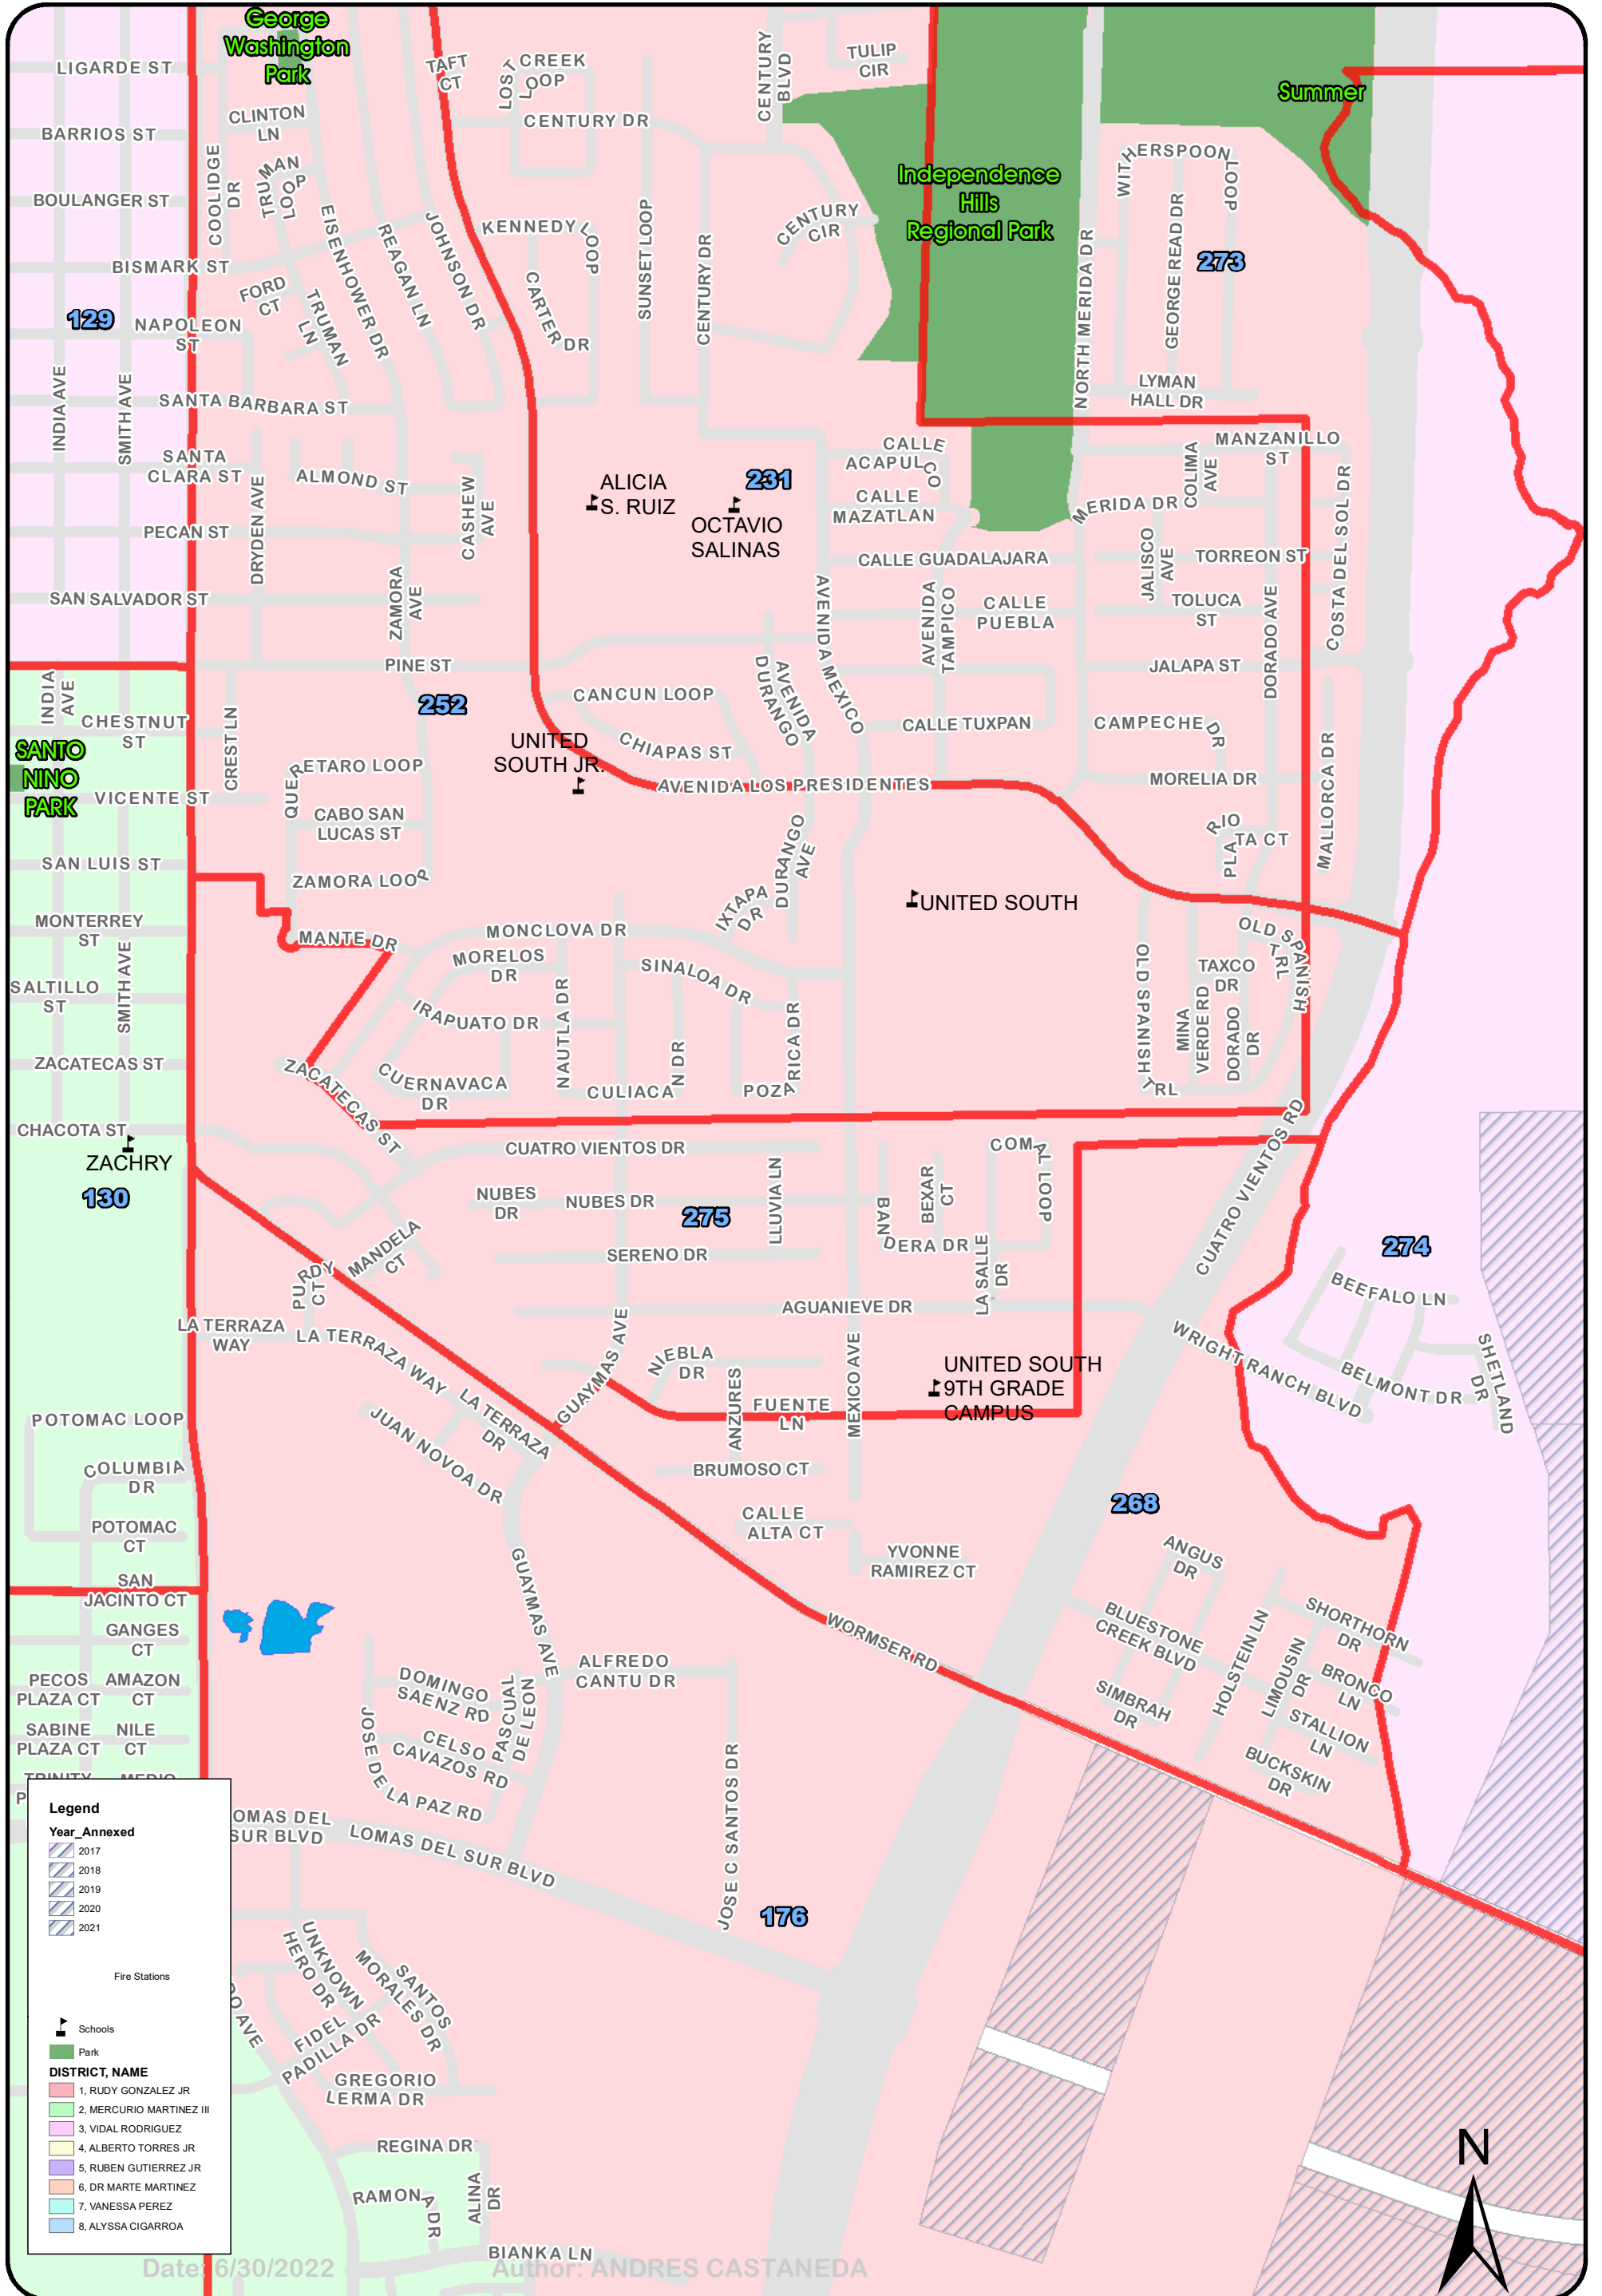 George
Washington
Park
LIGARDE ST
TAFT
CT
LOST
CREEK
LOOP
CENTURY
BLVD
TULIP
CIR
Summer
CLINTON
LN
BARRIOS ST
CENTURY DR
COOLIDGE
DR
TRUMAN
LOOP
BOULANGER ST
Independence
Hills
Regional Park
WITHERSPOON
LOOP
EISENHOWER DR
REAGAN LN
JOHNSON DR
KENNEDY LOOP
SUNSET LOOP
CENTURY DR
CENTURY
CIR
NORTH MERIDA DR
GEORGE READ DR
273
BISMARK ST
FORD
CT
TRUMAN
LN
CARTER DR
129
NAPOLEON
ST
INDIA AVE
SMITH AVE
SANTA BARBARA ST
LYMAN
HALL DR
SANTA
CLARA ST
ALMOND ST
CASHEW
AVE
ALICIA
S. RUIZ
231
OCTAVIO
SALINAS
CALLE
ACAPULCO
CALLE
MAZATLAN
MANZANILLO
ST
COLIMA
AVE
MERIDA DR
COSTA DEL SOL DR
PECAN ST
DRYDEN AVE
CALLE GUADALAJARA
JALISCO
AVE
TORREON ST
SAN SALVADOR ST
ZAMORA
AVE
AVENIDA MEXICO
AVENIDA
TAMPICO
CALLE
PUEBLA
TOLUCA
ST
DORADO AVE
PINE ST
JALAPA ST
INDIA
AVE
CHESTNUT
ST
CREST LN
252
CANCUN LOOP
AVENIDA
DURANGO
CALLE TUXPAN
CAMPECHE DR
SANTO
NINO
PARK
UNITED
SOUTH JR.
CHIAPAS ST
MALLORCA DR
QUERETARO LOOP
VICENTE ST
AVENIDA LOS PRESIDENTES
MORELIA DR
CABO SAN
LUCAS ST
RIO
PLATA CT
SAN LUIS ST
ZAMORA LOOP
DURANGO
AVE
IXTAPA
DR
UNITED SOUTH
MONTERREY
ST
MANTE DR
MONCLOVA DR
OLD SPANISH
TRL
MORELOS
DR
SINALOA DR
OLD SPANISH TRL
TAXCO
DR
SALTILLO
ST
SMITH AVE
IRAPUATO DR
NAUTLA DR
MINA
VERDE RD
DORADO
DR
ZACATECAS ST
ZACATECAS ST
CUERNAVACA
DR
CULIACAN DR
POZA RICA DR
CHACOTA ST
ZACHRY
130
CUATRO VIENTOS DR
COMAL LOOP
CUATRO VIENTOS RD
NUBES
DR
NUBES DR
275
LLUVIA LN
BANDERA DR
BEXAR
CT
MANDELA
CT
SERENO DR
LA SALLE
DR
274
PURDY
CT
BEEFALO LN
LA TERRAZA
WAY
LA TERRAZA WAY
AGUANIEVE DR
GUAYMAS AVE
NIEBLA
DR
MEXICO AVE
WRIGHT RANCH BLVD
BELMONT DR
SHETLAND
DR
UNITED SOUTH
9TH GRADE
CAMPUS
POTOMAC LOOP
JUAN NOVOA DR
LA TERRAZA
DR
ANZURES
FUENTE
LN
COLUMBIA
DR
BRUMOSO CT
268
POTOMAC
CT
CALLE
ALTA CT
GUAYMAS AVE
YVONNE
RAMIREZ CT
ANGUS
DR
SAN
JACINTO CT
BLUESTONE
CREEK BLVD
SHORTHORN
DR
GANGES
CT
WORMSER RD
HOLSTEIN LN
LIMOUSIN
DR
BRONCO
LN
PECOS
PLAZA CT
AMAZON
CT
DOMINGO
SAENZ RD
PASCUAL
DE LEON
ALFREDO
CANTU DR
SIMBRAH
DR
STALLION
LN
SABINE
PLAZA CT
NILE
CT
JOSE DE LA PAZ RD
CELSO
CAVAZOS RD
BUCKSKIN
DR
JOSE C SANTOS DR
OMAS DEL
SUR BLVD
LOMAS DEL SUR BLVD
176
UNKNOWN
HERO DR
SANTOS
MORALES DR
FIDEL
PADILLA DR
GREGORIO
LERMA DR
REGINA DR
RAMONA DR
ALINA
DR
BIANKA LN
Legend
Year_Annexed
2017
2018
2019
2020
2021
Fire Stations
Schools
Park
DISTRICT, NAME
1, RUDY GONZALEZ JR
2, MERCURIO MARTINEZ III
3, VIDAL RODRIGUEZ
4, ALBERTO TORRES JR
5, RUBEN GUTIERREZ JR
6, DR MARTE MARTINEZ
7, VANESSA PEREZ
8, ALYSSA CIGARROA
N
Date: 6/30/2022
Author: ANDRES CASTANEDA